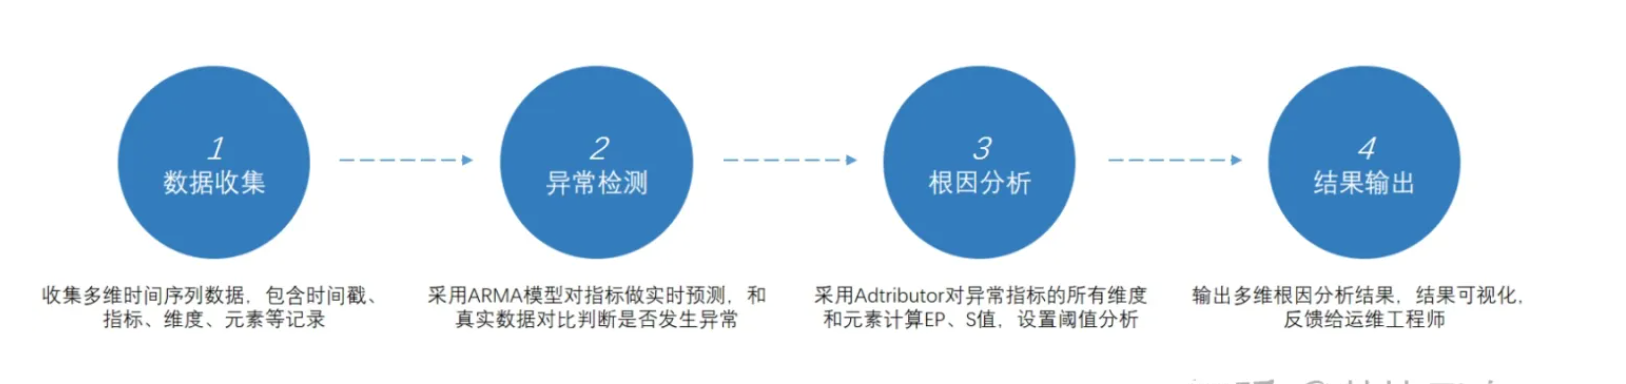 1
数据收集
2
异常检测
3
根因分析
4
结果输出
收集多维时间序列数据，包含时间戳、
指标、维度、元素等记录
采用ARMA模型对指标做实时预测，和
真实数据对比判断是否发生异常
采用Adtributor对异常指标的所有维度
和元素计算EP、S值，设置阈值分析
输出多维根因分析结果，结果可视化，
反馈给运维工程师